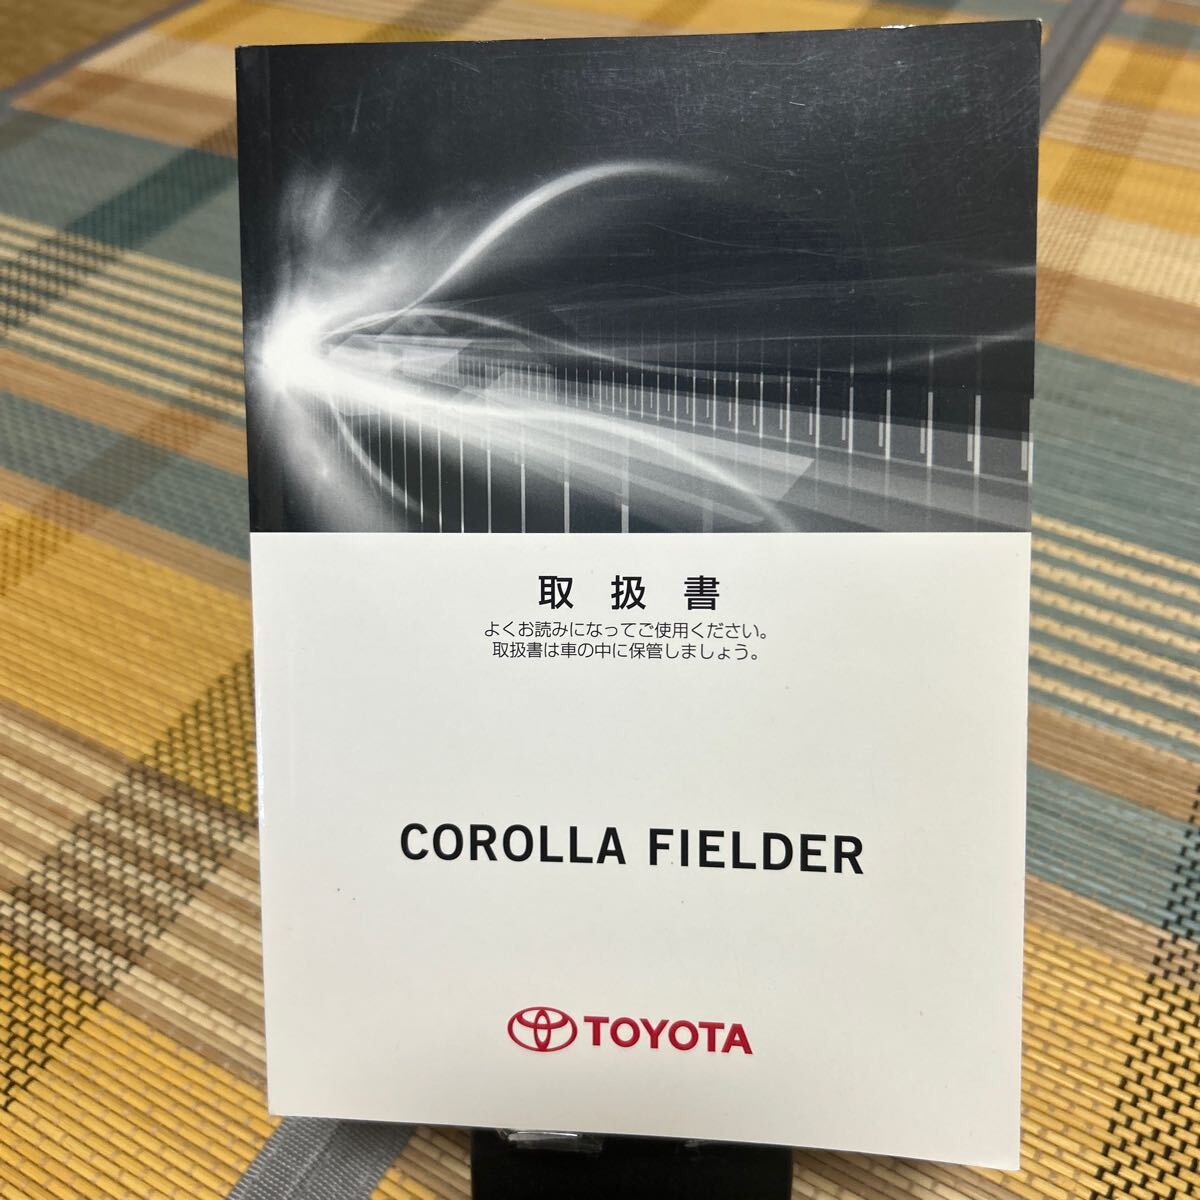 取扱書
よくお読みになってご使用ください。
取扱書は車の中に保管しましょう。
COROLLA FIELDER
TOYOTA